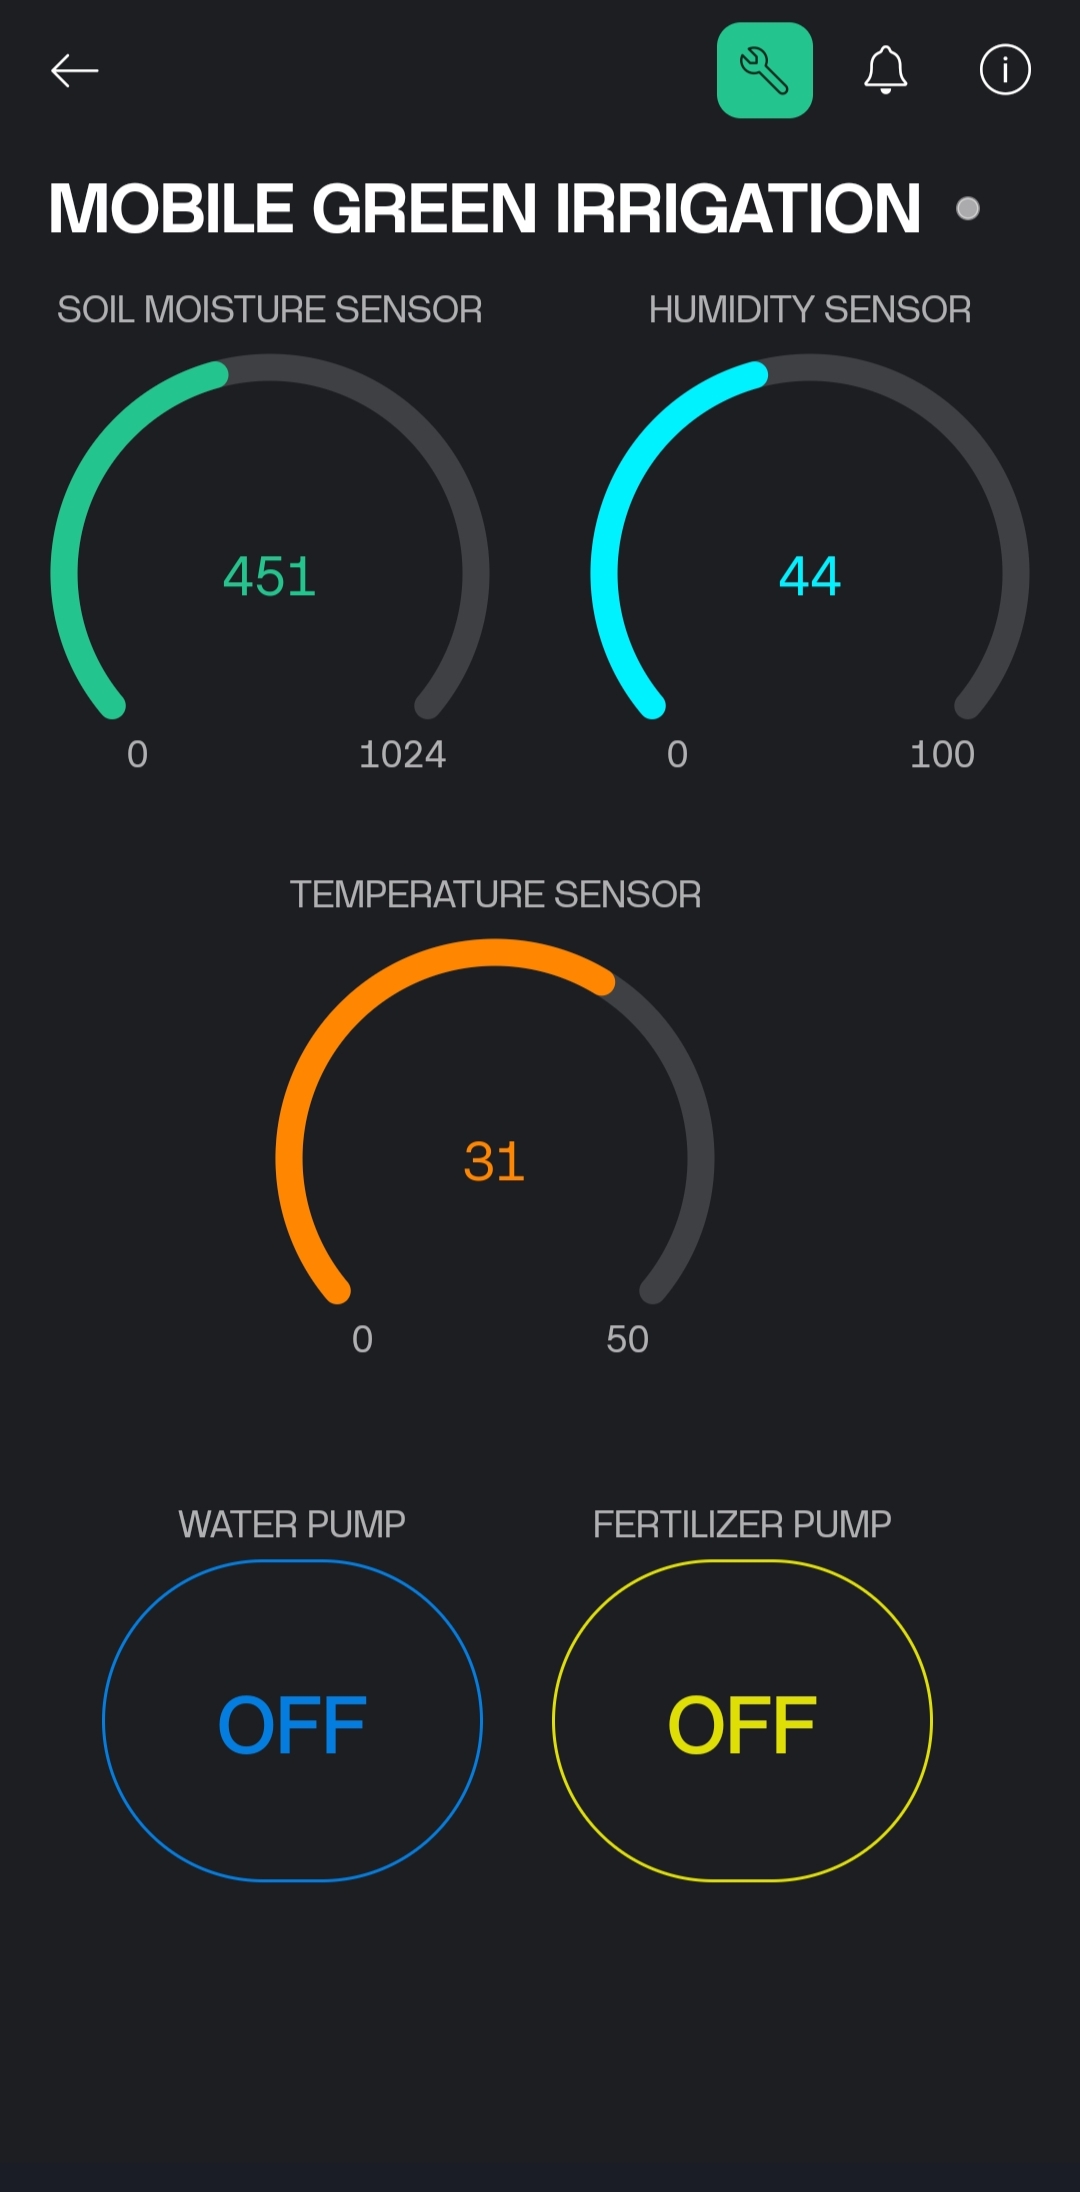 MOBILE GREEN IRRIGATION
SOIL MOISTURE SENSOR
HUMIDITY SENSOR
451
44
0 1024
0 100
TEMPERATURE SENSOR
31
0 50
WATER PUMP
FERTILIZER PUMP
OFF
OFF